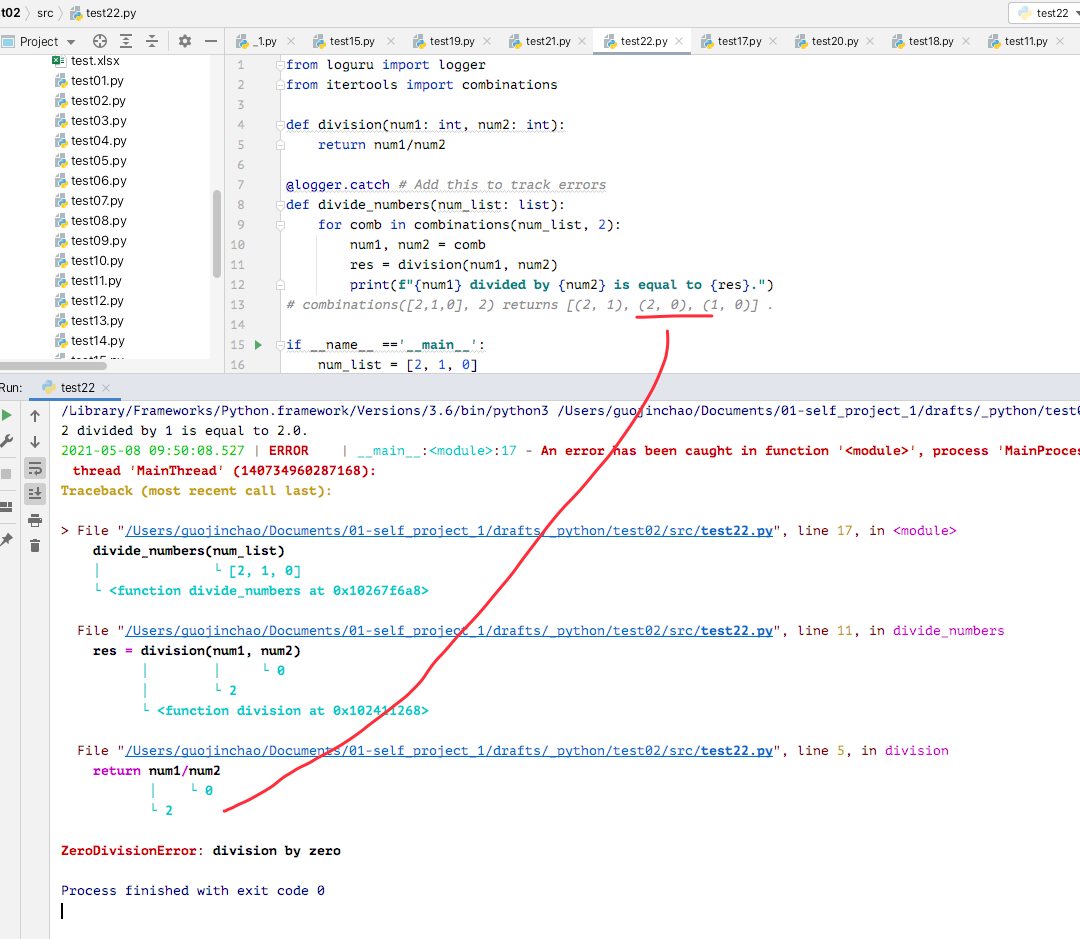 st02 src test22.py
test22
Project
_1.py test15.py test19.py test21.py test22.py test17.py test20.py test18.py test11.py
test.xlsx
test01.py
test02.py
test03.py
test04.py
test05.py
test06.py
test07.py
test08.py
test09.py
test10.py
test11.py
test12.py
test13.py
test14.py
1 from loguru import logger
2 from itertools import combinations
3
4 def division(num1: int, num2: int):
5 return num1/num2
6
7 @logger.catch # Add this to track errors
8 def divide_numbers(num_list: list):
9 for comb in combinations(num_list, 2):
10 num1, num2 = comb
11 res = division(num1, num2)
12 print(f"{num1} divided by {num2} is equal to {res}.")
13 # combinations([2,1,0], 2) returns [(2, 1), (2, 0), (1, 0)] .
14
15 if __name__ =='__main__':
16 num_list = [2, 1, 0]
Run: test22
/Library/Frameworks/Python.framework/Versions/3.6/bin/python3 /Users/guojinchao/Documents/01-self_project_1/drafts/_python/test0
2 divided by 1 is equal to 2.0.
2021-05-08 09:50:08.527 | ERROR | __main__:<module>:17 - An error has been caught in function '<module>', process 'MainProces
thread 'MainThread' (140734960287168):
Traceback (most recent call last):
> File "/Users/guojinchao/Documents/01-self_project_1/drafts/_python/test02/src/test22.py", line 17, in <module>
divide_numbers(num_list)
│ └ [2, 1, 0]
└ <function divide_numbers at 0x10267f6a8>
File "/Users/guojinchao/Documents/01-self_project_1/drafts/_python/test02/src/test22.py", line 11, in divide_numbers
res = division(num1, num2)
│ │ └ 0
│ └ 2
└ <function division at 0x102411268>
File "/Users/guojinchao/Documents/01-self_project_1/drafts/_python/test02/src/test22.py", line 5, in division
return num1/num2
│ └ 0
└ 2
ZeroDivisionError: division by zero
Process finished with exit code 0